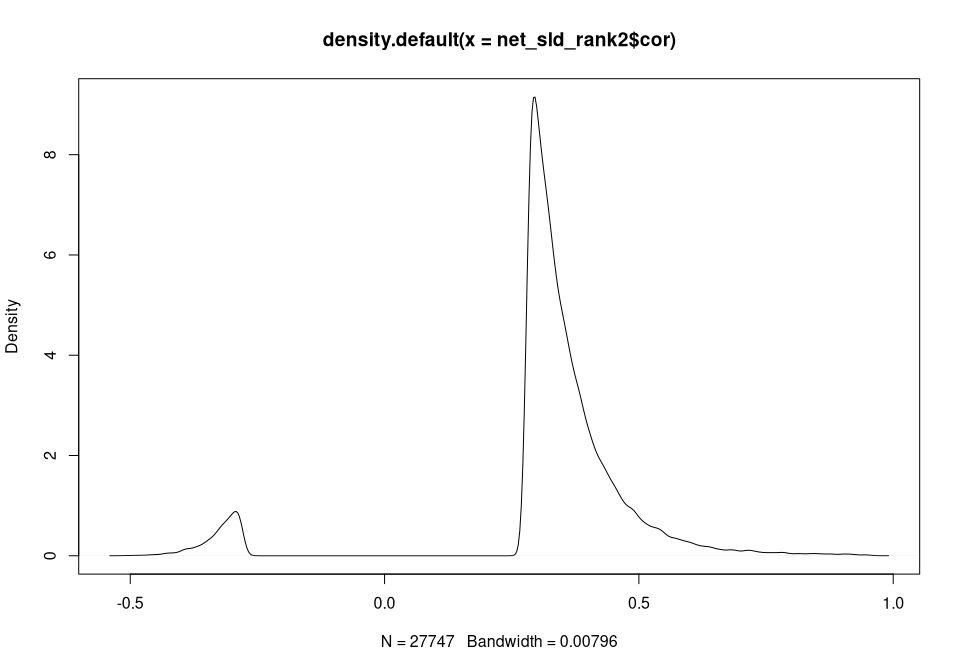 density.default(x = net_sld_rank2$cor)
Density
8
6
4
2
0
-0.5 0.0 0.5 1.0
N = 27747 Bandwidth = 0.00796